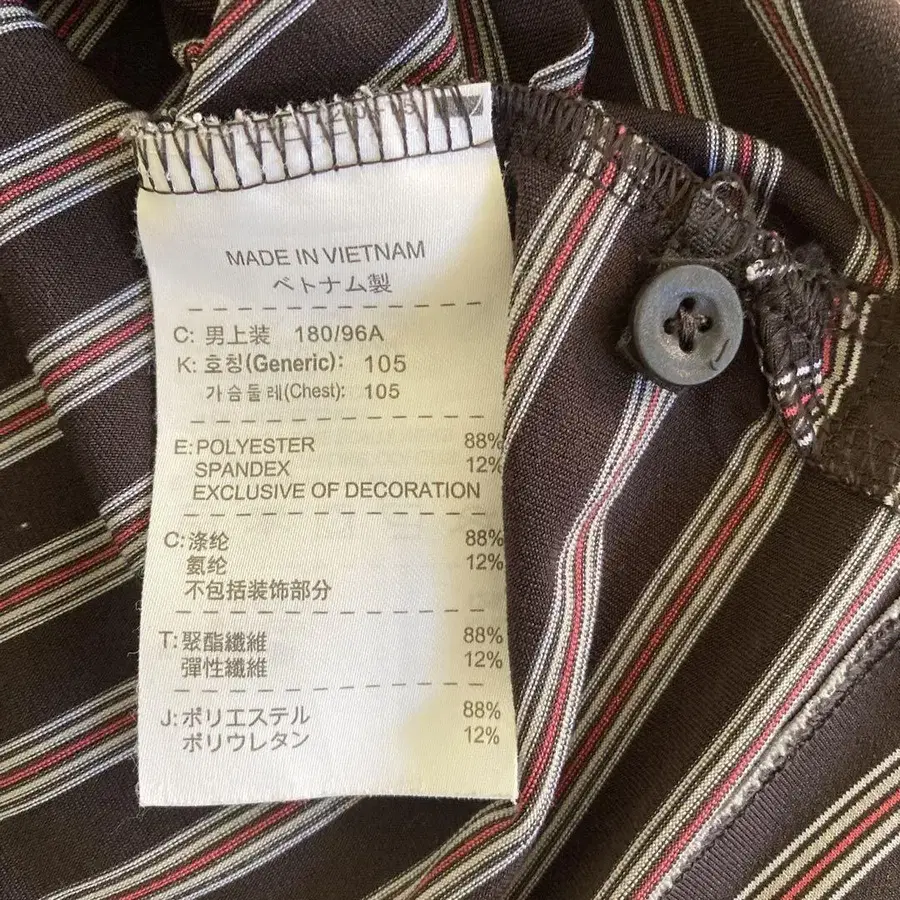 MADE IN VIETNAM
ベトナム製
C: 男上装 180/96A
K: 호칭(Generic): 105
가슴둘레(Chest): 105
E: POLYESTER 88%
SPANDEX 12%
EXCLUSIVE OF DECORATION
C: 涤纶 88%
氨纶 12%
不包括装饰部分
T: 聚酯纖維 88%
彈性纖維 12%
J: ポリエステル 88%
ポリウレタン 12%